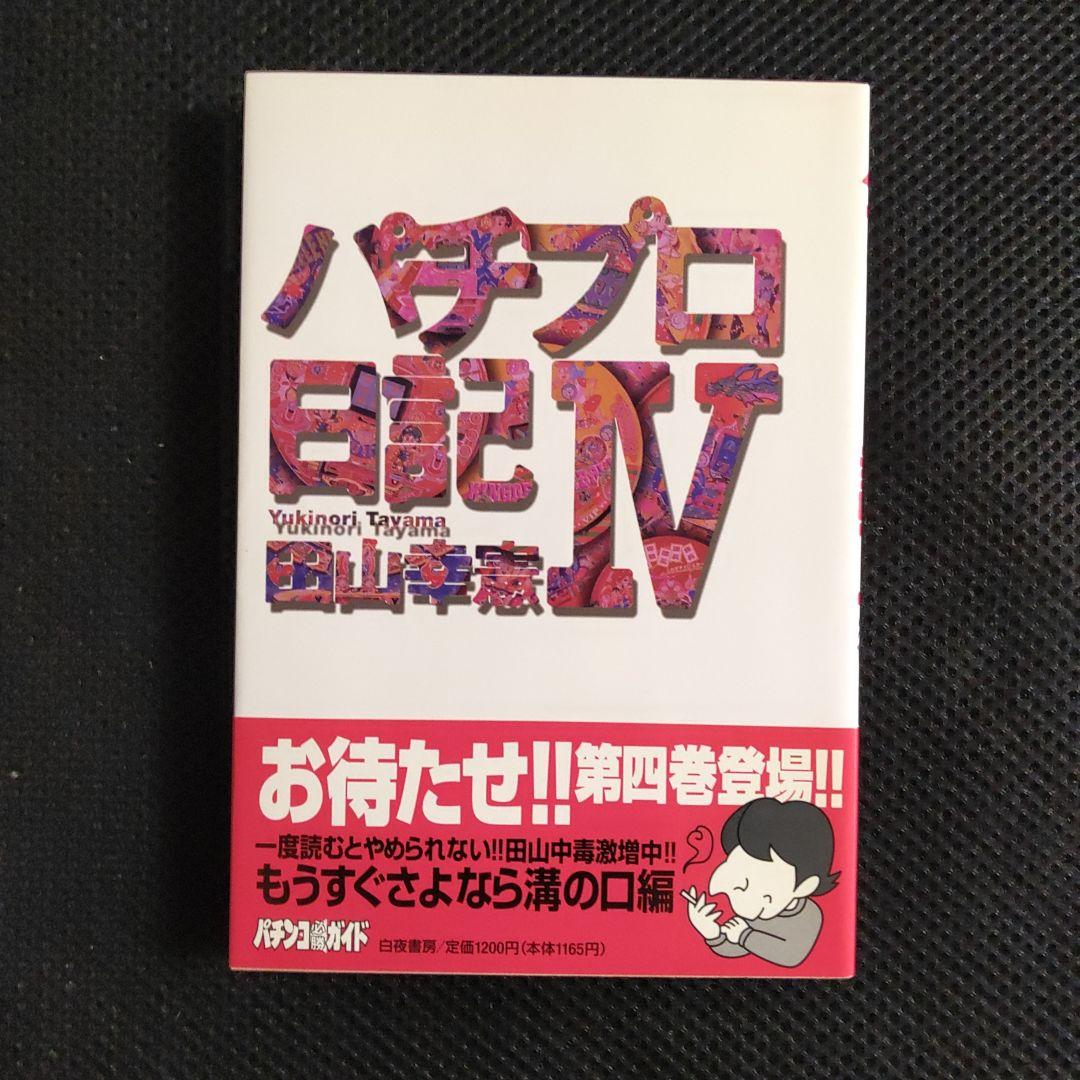 パチプロ
日記IV
Yukinori Tayama
田山幸憲
お待たせ!!第四巻登場!!
一度読むとやめられない!!田山中毒激増中!!
もうすぐさよなら溝の口編
パチンコ必勝ガイド
白夜書房/定価1200円(本体1165円)